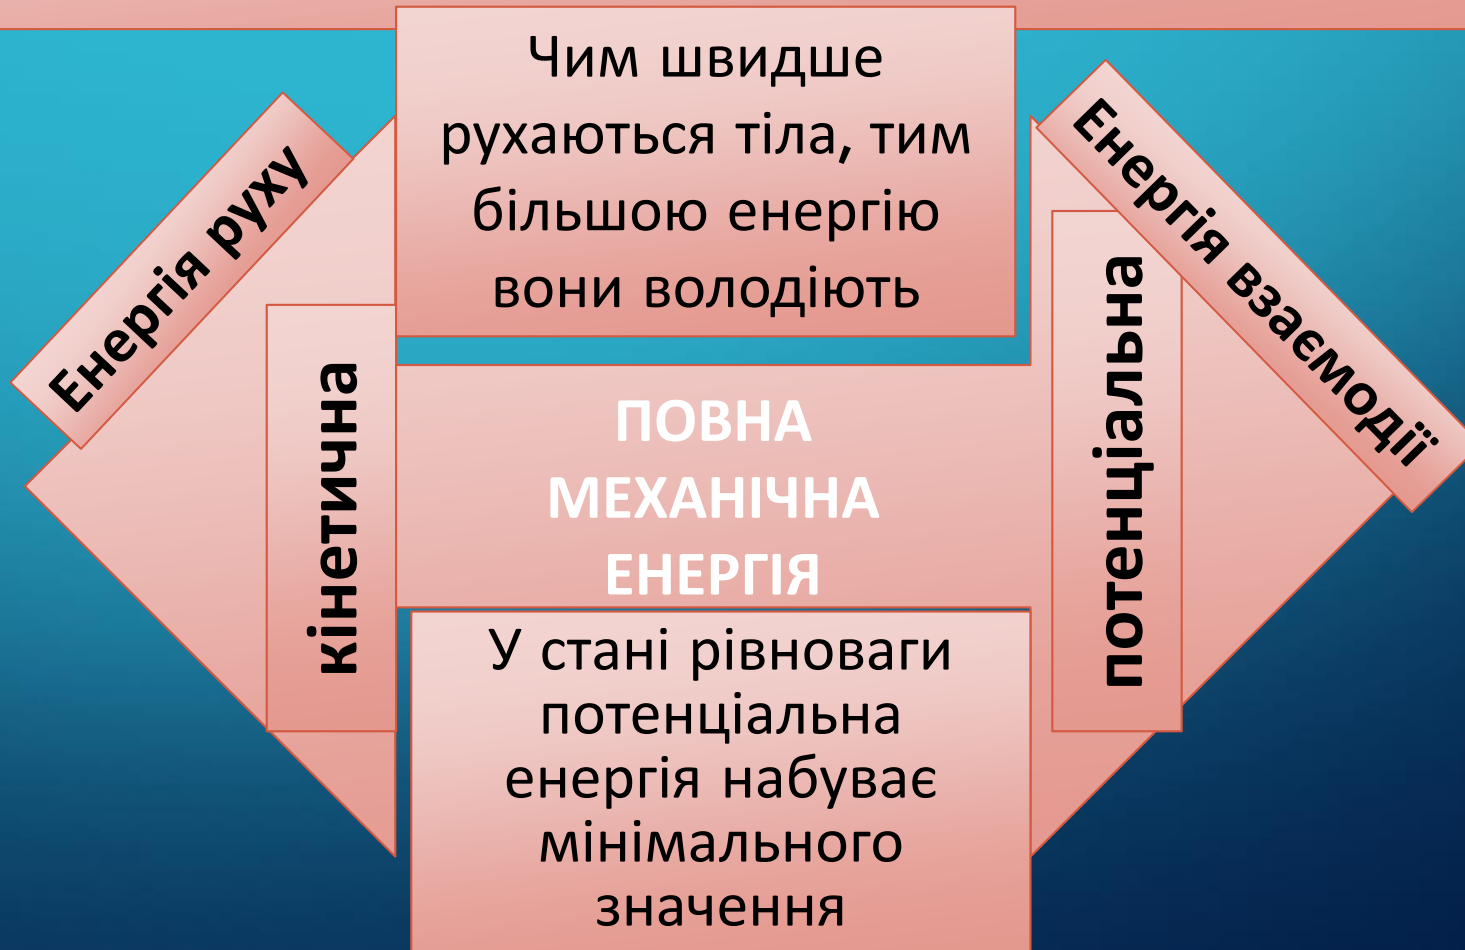 Чим швидше
рухаються тіла, тим
більшою енергію
вони володіють
Енергія руху
кінетична
ПОВНА
МЕХАНІЧНА
ЕНЕРГІЯ
потенціальна
Енергія взаємодії
У стані рівноваги
потенціальна
енергія набуває
мінімального
значення